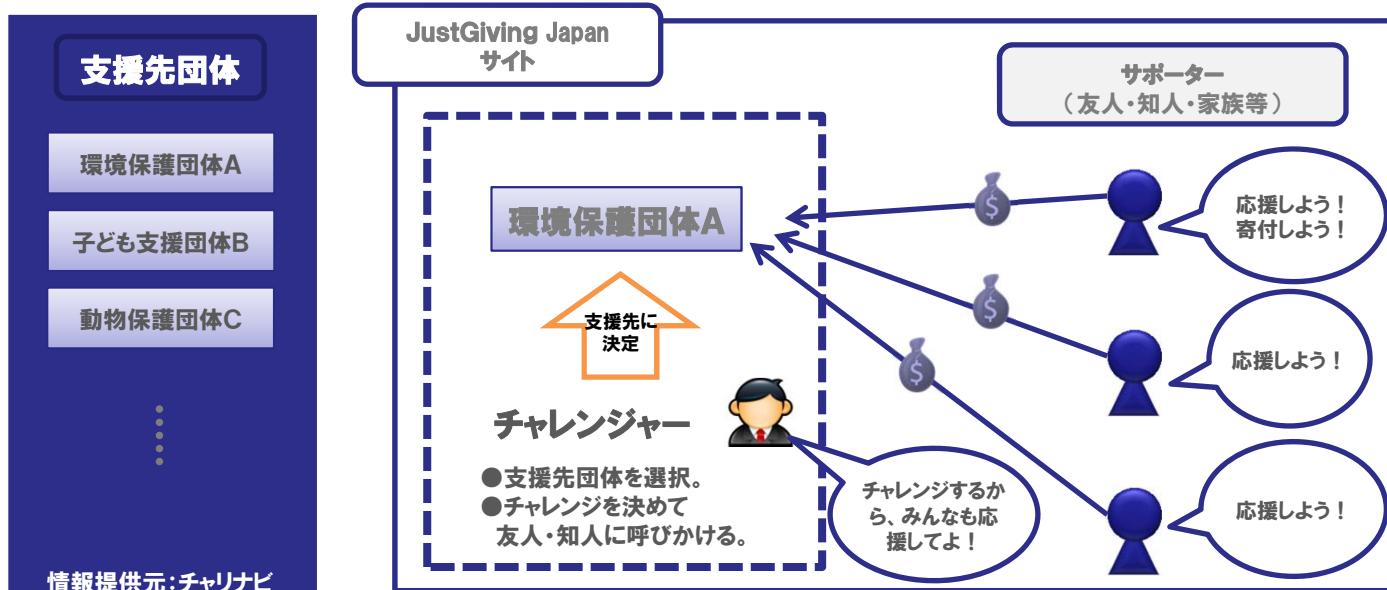 支援先団体
環境保護団体A
子ども支援団体B
動物保護団体C
情報提供元:チャリナビ
JustGiving Japan
サイト
サポーター
(友人・知人・家族等)
環境保護団体A
支援先に
決定
チャレンジャー
●支援先団体を選択。
●チャレンジを決めて
友人・知人に呼びかける。
チャレンジするか
ら、みんなも応
援してよ!
$
$
$
応援しよう!
寄付しよう!
応援しよう!
応援しよう!